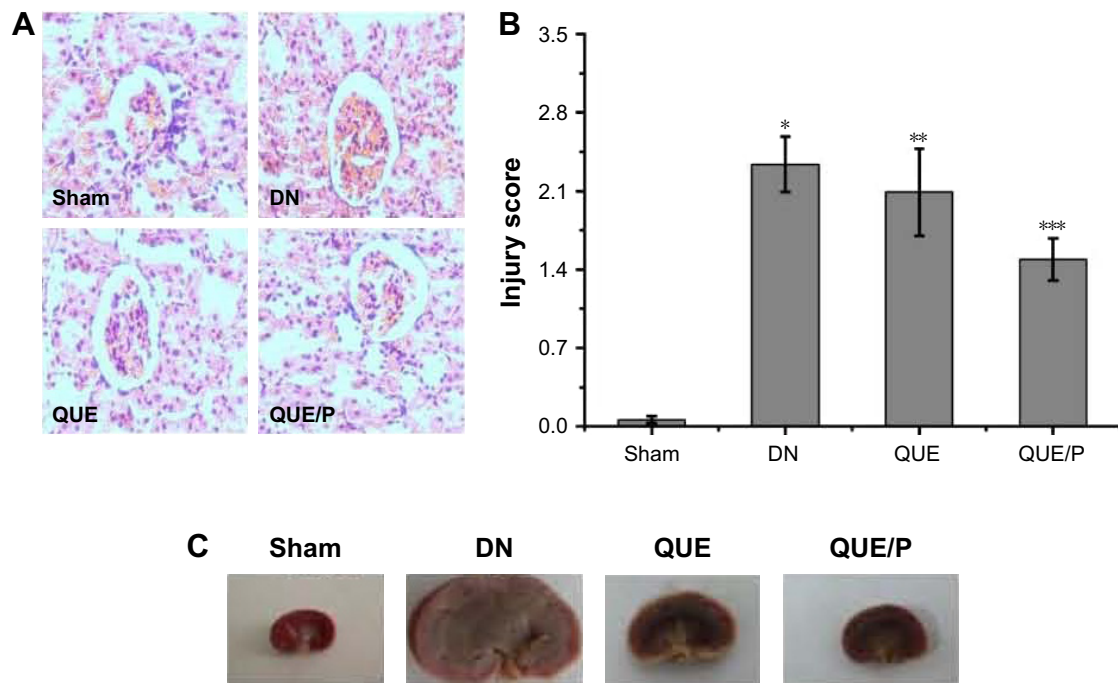 A
Sham
DN
QUE
QUE/P
B
Injury score
3.5
2.8
2.1
1.4
0.7
0.0
*
**
***
Sham DN QUE QUE/P
C Sham DN QUE QUE/P